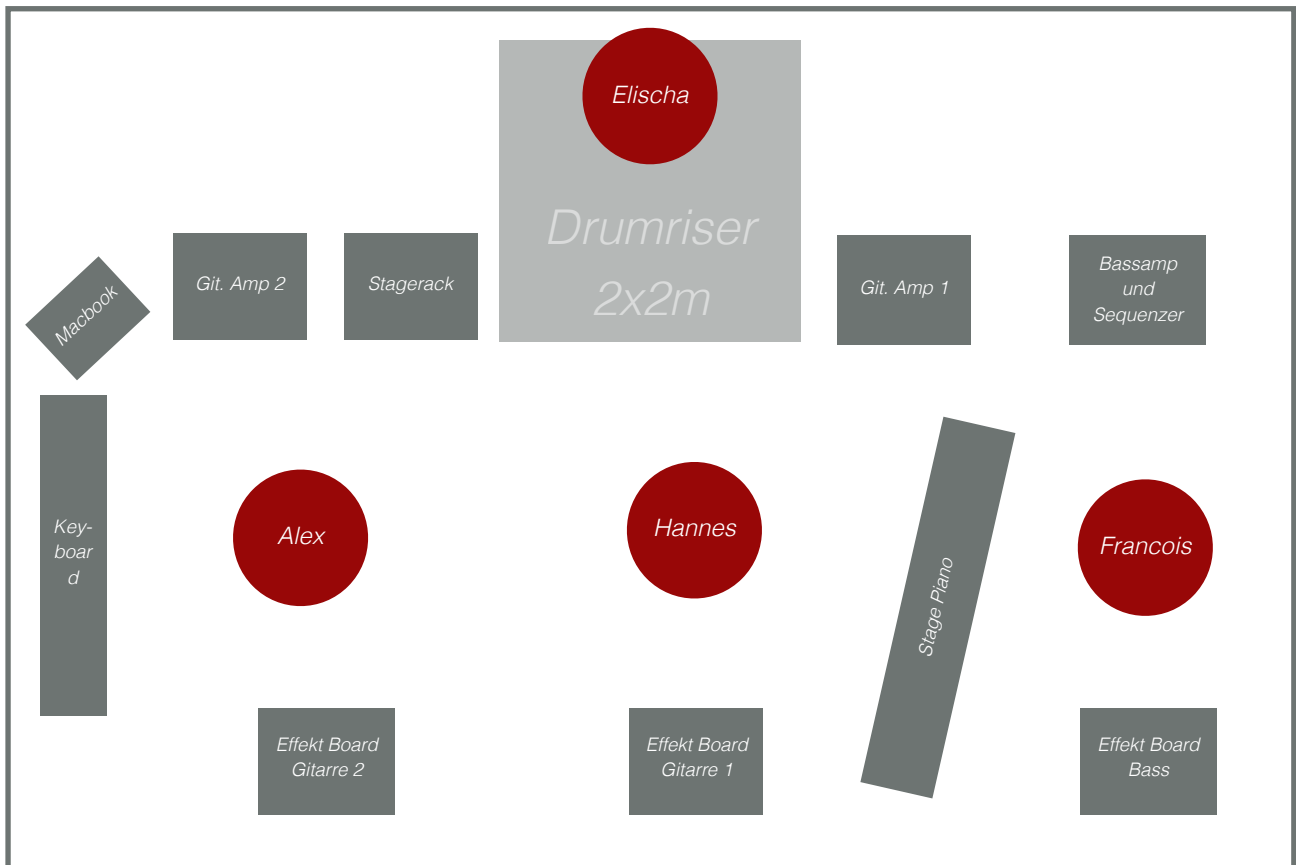 Elischa
Drumriser
2x2m
Macbook
Git. Amp 2
Stagerack
Git. Amp 1
Bassamp
und
Sequenzer
Key-
boar
d
Alex
Hannes
Stage Piano
Francois
Effekt Board
Gitarre 2
Effekt Board
Gitarre 1
Effekt Board
Bass